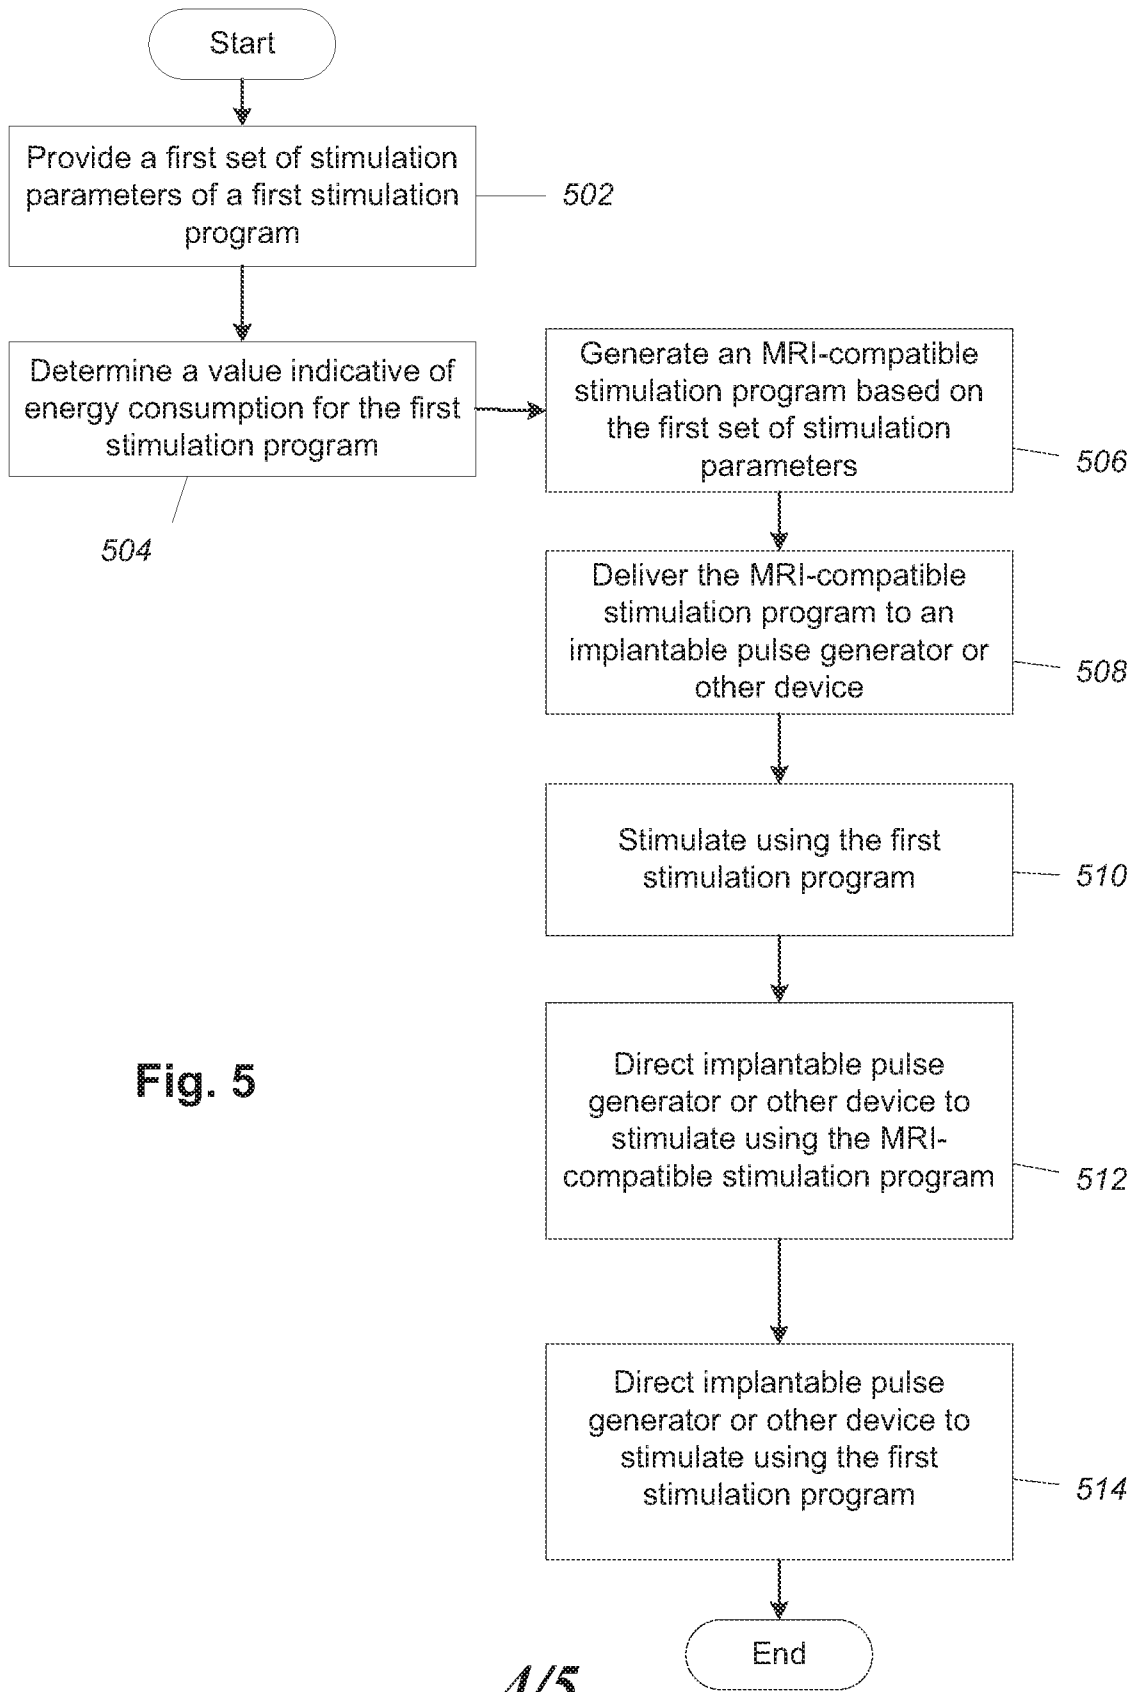 Start
Provide a first set of stimulation
parameters of a first stimulation
program
502
Determine a value indicative of
energy consumption for the first
stimulation program
504
Generate an MRI-compatible
stimulation program based on
the first set of stimulation
parameters
506
Deliver the MRI-compatible
stimulation program to an
implantable pulse generator or
other device
508
Stimulate using the first
stimulation program
510
Fig. 5
Direct implantable pulse
generator or other device to
stimulate using the MRI-
compatible stimulation program
512
Direct implantable pulse
generator or other device to
stimulate using the first
stimulation program
514
End
4/5